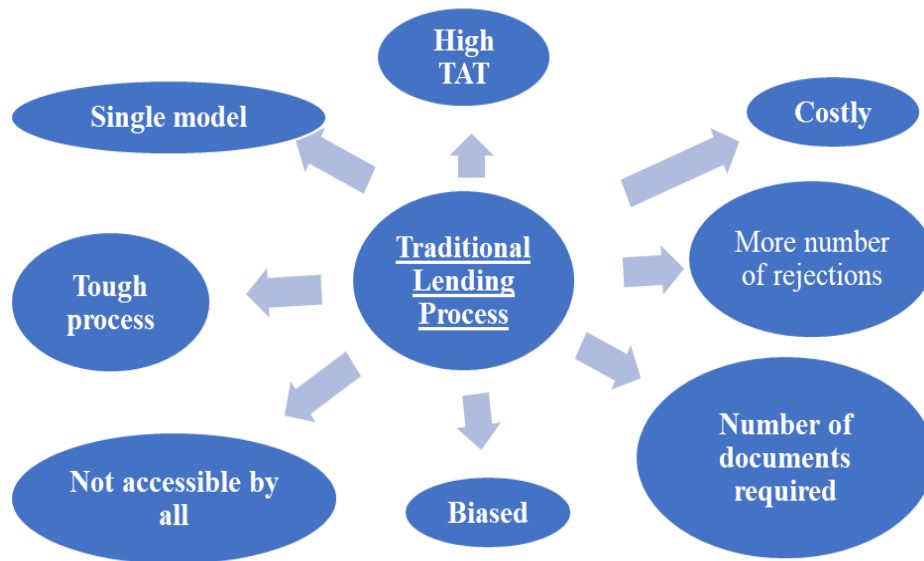 High
TAT
Single model
Costly
Traditional
Lending
Process
More number
of rejections
Tough
process
Number of
documents
required
Not accessible by
all
Biased